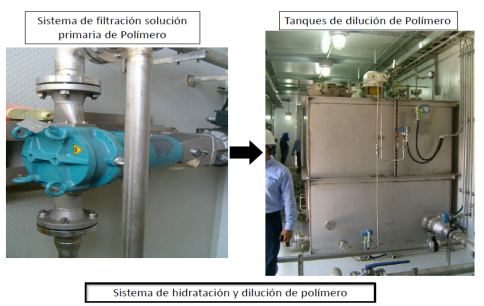 Sistema de filtración solución
primaria de Polímero
Tanques de dilución de Polímero
Sistema de hidratación y dilución de polímero